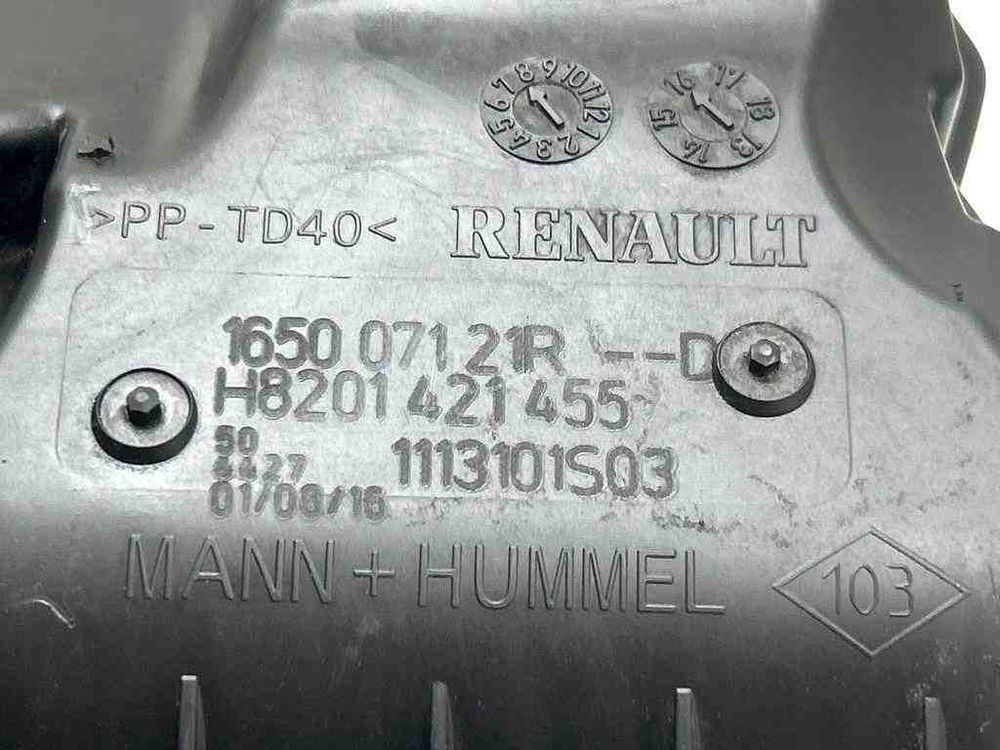 1 2 3 4 5 6 7 8 9 10 11 12
13 14 15 16 17 18
>PP-TD40< RENAULT
1650 071 21R --D
H8201 421 455
50
4427
01/06/16 1113101S03
MANN+HUMMEL 103